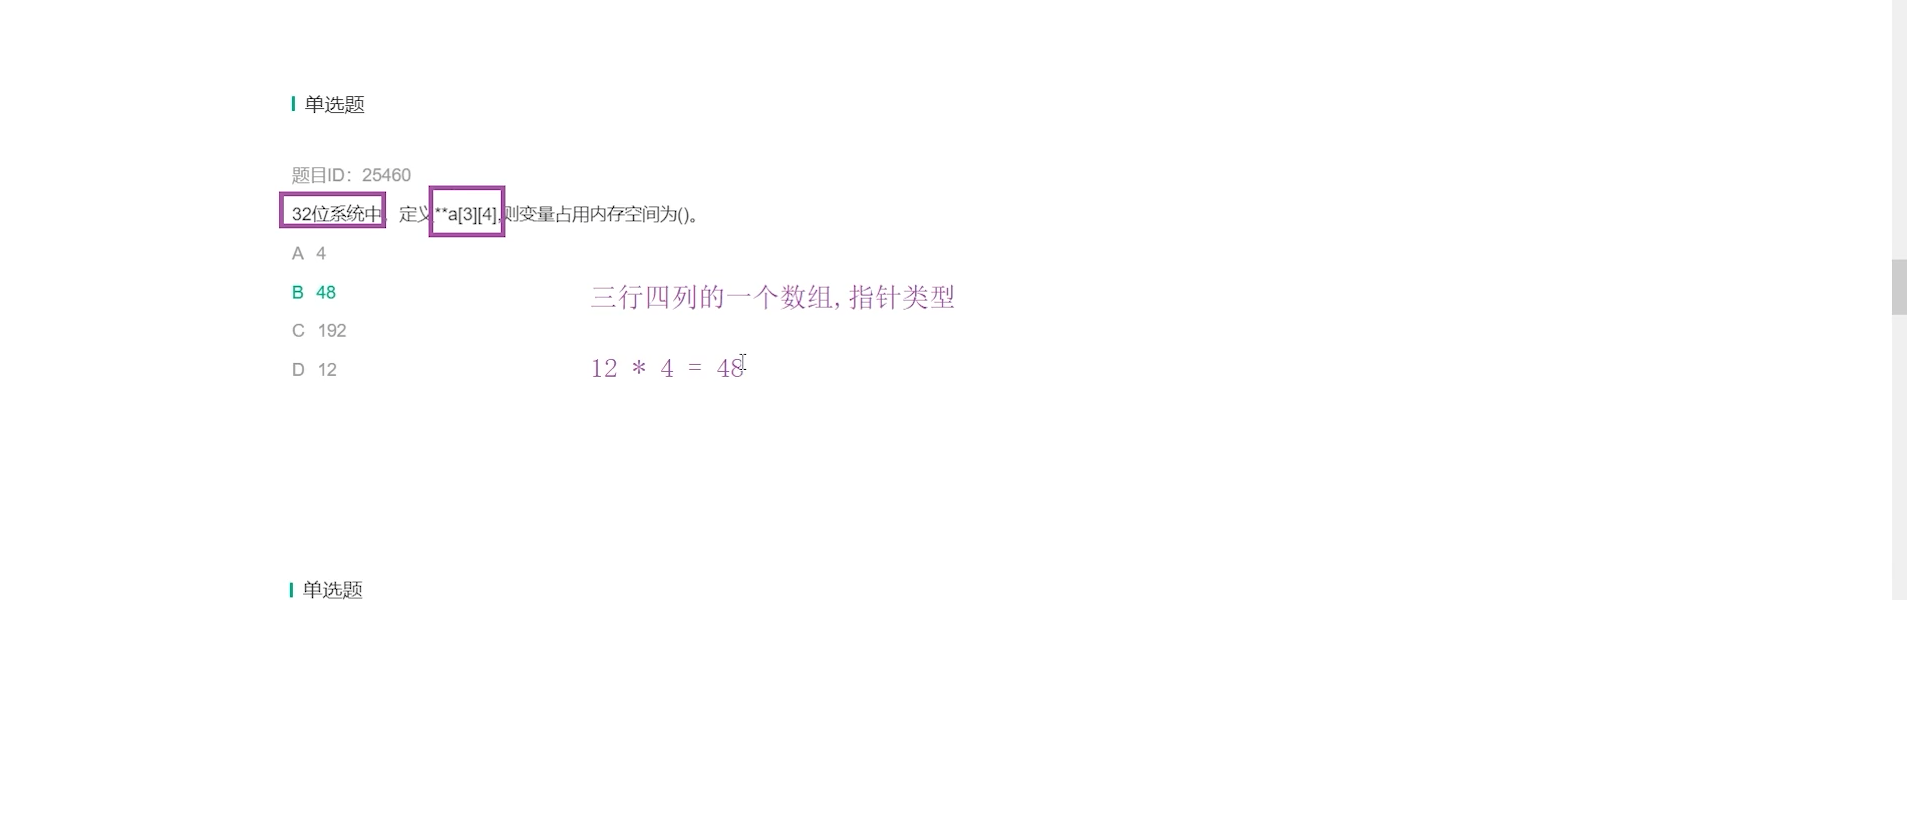 单选题
题目ID：25460
32位系统中，定义**a[3][4],则变量占用内存空间为()。
A 4
B 48
三行四列的一个数组,指针类型
C 192
12 * 4 = 48
D 12
单选题